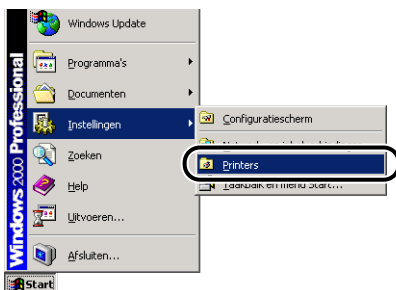 Windows Update
Programma's
Documenten
Instellingen
Configuratiescherm
Printers
Taakbalk en menu Start...
Zoeken
Help
Uitvoeren...
Afsluiten...
Windows 2000 Professional
Start